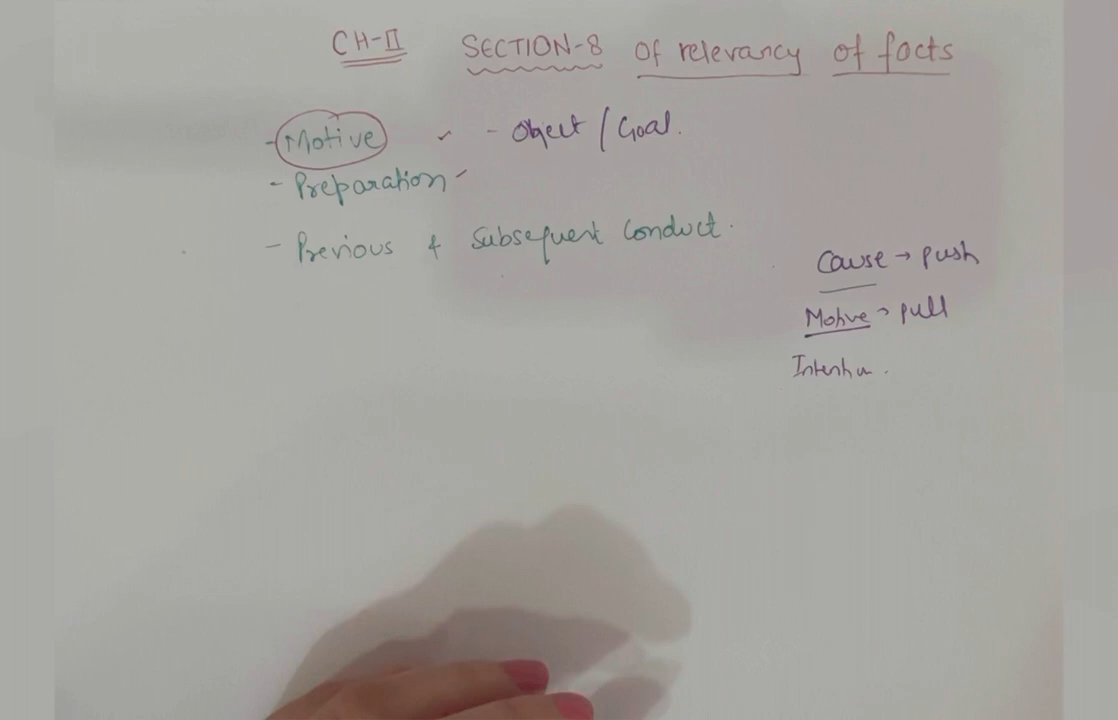 CH-II SECTION-8 Of relevancy of facts
- Motive ✓ - Object / Goal.
- Preparation
- Previous & Subsequent Conduct.
Cause → push
Motive → pull
Intention.